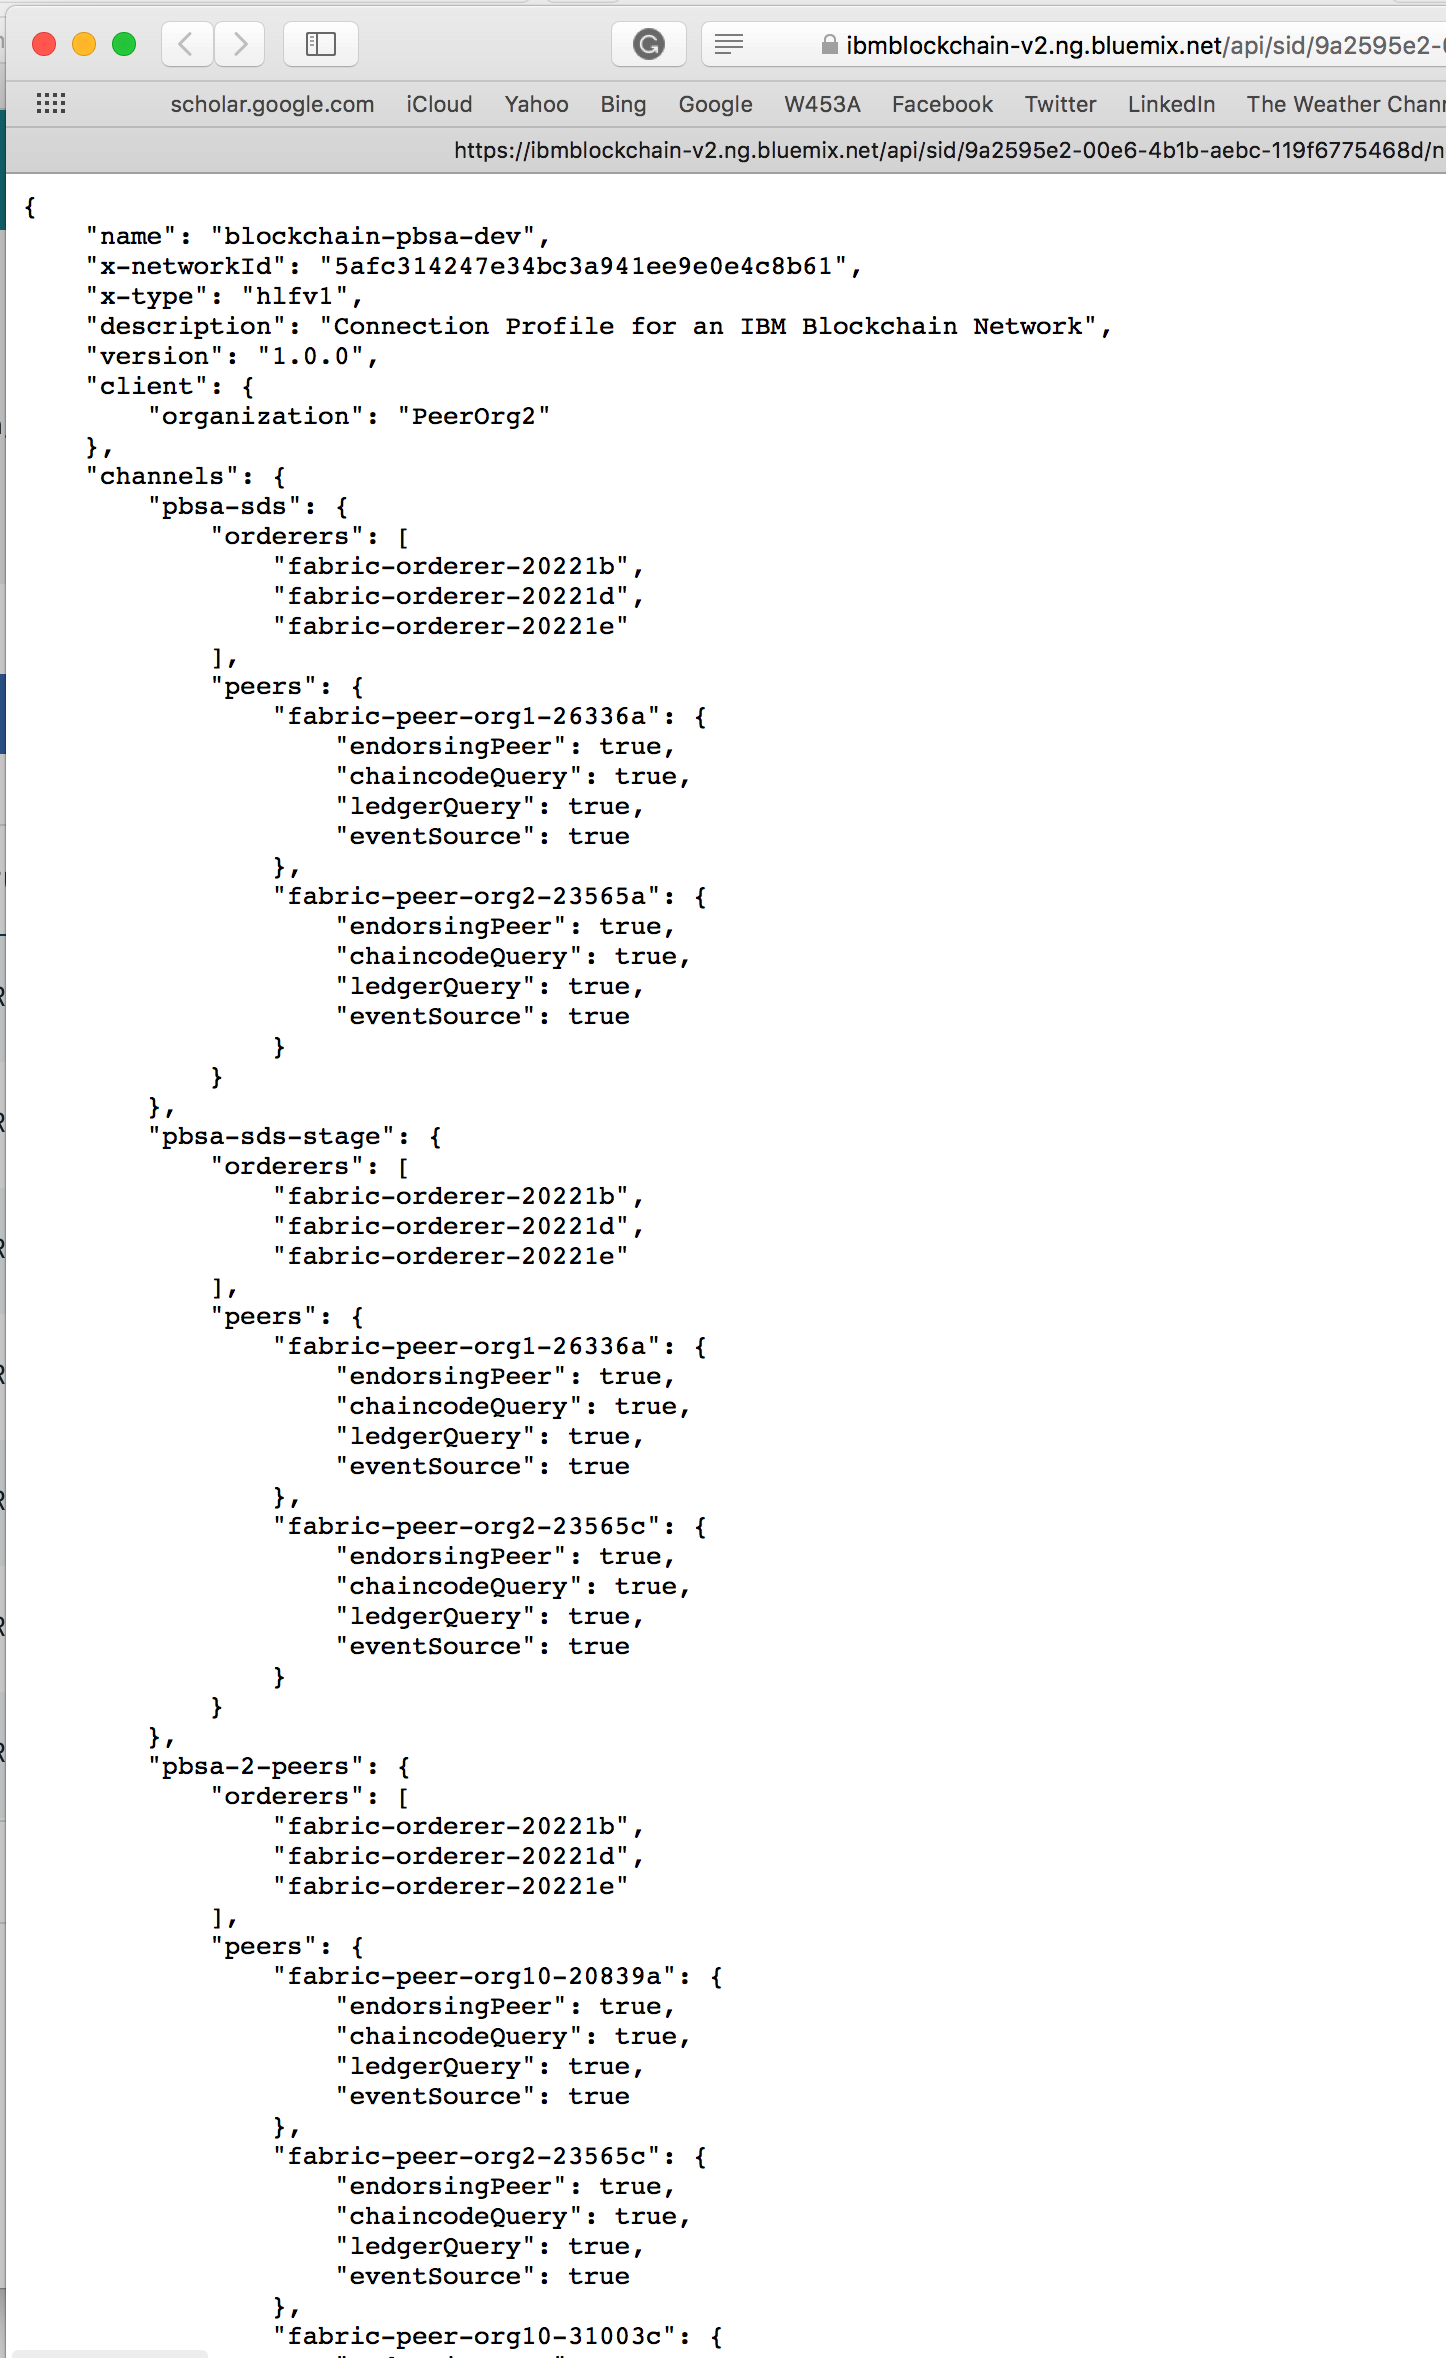 ibmblockchain-v2.ng.bluemix.net/api/sid/9a2595e2-
scholar.google.com iCloud Yahoo Bing Google W453A Facebook Twitter LinkedIn The Weather Chan
https://ibmblockchain-v2.ng.bluemix.net/api/sid/9a2595e2-00e6-4b1b-aebc-119f6775468d/n
{
"name": "blockchain-pbsa-dev",
"x-networkId": "5afc314247e34bc3a941ee9e0e4c8b61",
"x-type": "hlfv1",
"description": "Connection Profile for an IBM Blockchain Network",
"version": "1.0.0",
"client": {
"organization": "PeerOrg2"
},
"channels": {
"pbsa-sds": {
"orderers": [
"fabric-orderer-20221b",
"fabric-orderer-20221d",
"fabric-orderer-20221e"
],
"peers": {
"fabric-peer-org1-26336a": {
"endorsingPeer": true,
"chaincodeQuery": true,
"ledgerQuery": true,
"eventSource": true
},
"fabric-peer-org2-23565a": {
"endorsingPeer": true,
"chaincodeQuery": true,
"ledgerQuery": true,
"eventSource": true
}
}
},
"pbsa-sds-stage": {
"orderers": [
"fabric-orderer-20221b",
"fabric-orderer-20221d",
"fabric-orderer-20221e"
],
"peers": {
"fabric-peer-org1-26336a": {
"endorsingPeer": true,
"chaincodeQuery": true,
"ledgerQuery": true,
"eventSource": true
},
"fabric-peer-org2-23565c": {
"endorsingPeer": true,
"chaincodeQuery": true,
"ledgerQuery": true,
"eventSource": true
}
}
},
"pbsa-2-peers": {
"orderers": [
"fabric-orderer-20221b",
"fabric-orderer-20221d",
"fabric-orderer-20221e"
],
"peers": {
"fabric-peer-org10-20839a": {
"endorsingPeer": true,
"chaincodeQuery": true,
"ledgerQuery": true,
"eventSource": true
},
"fabric-peer-org2-23565c": {
"endorsingPeer": true,
"chaincodeQuery": true,
"ledgerQuery": true,
"eventSource": true
},
"fabric-peer-org10-31003c": {